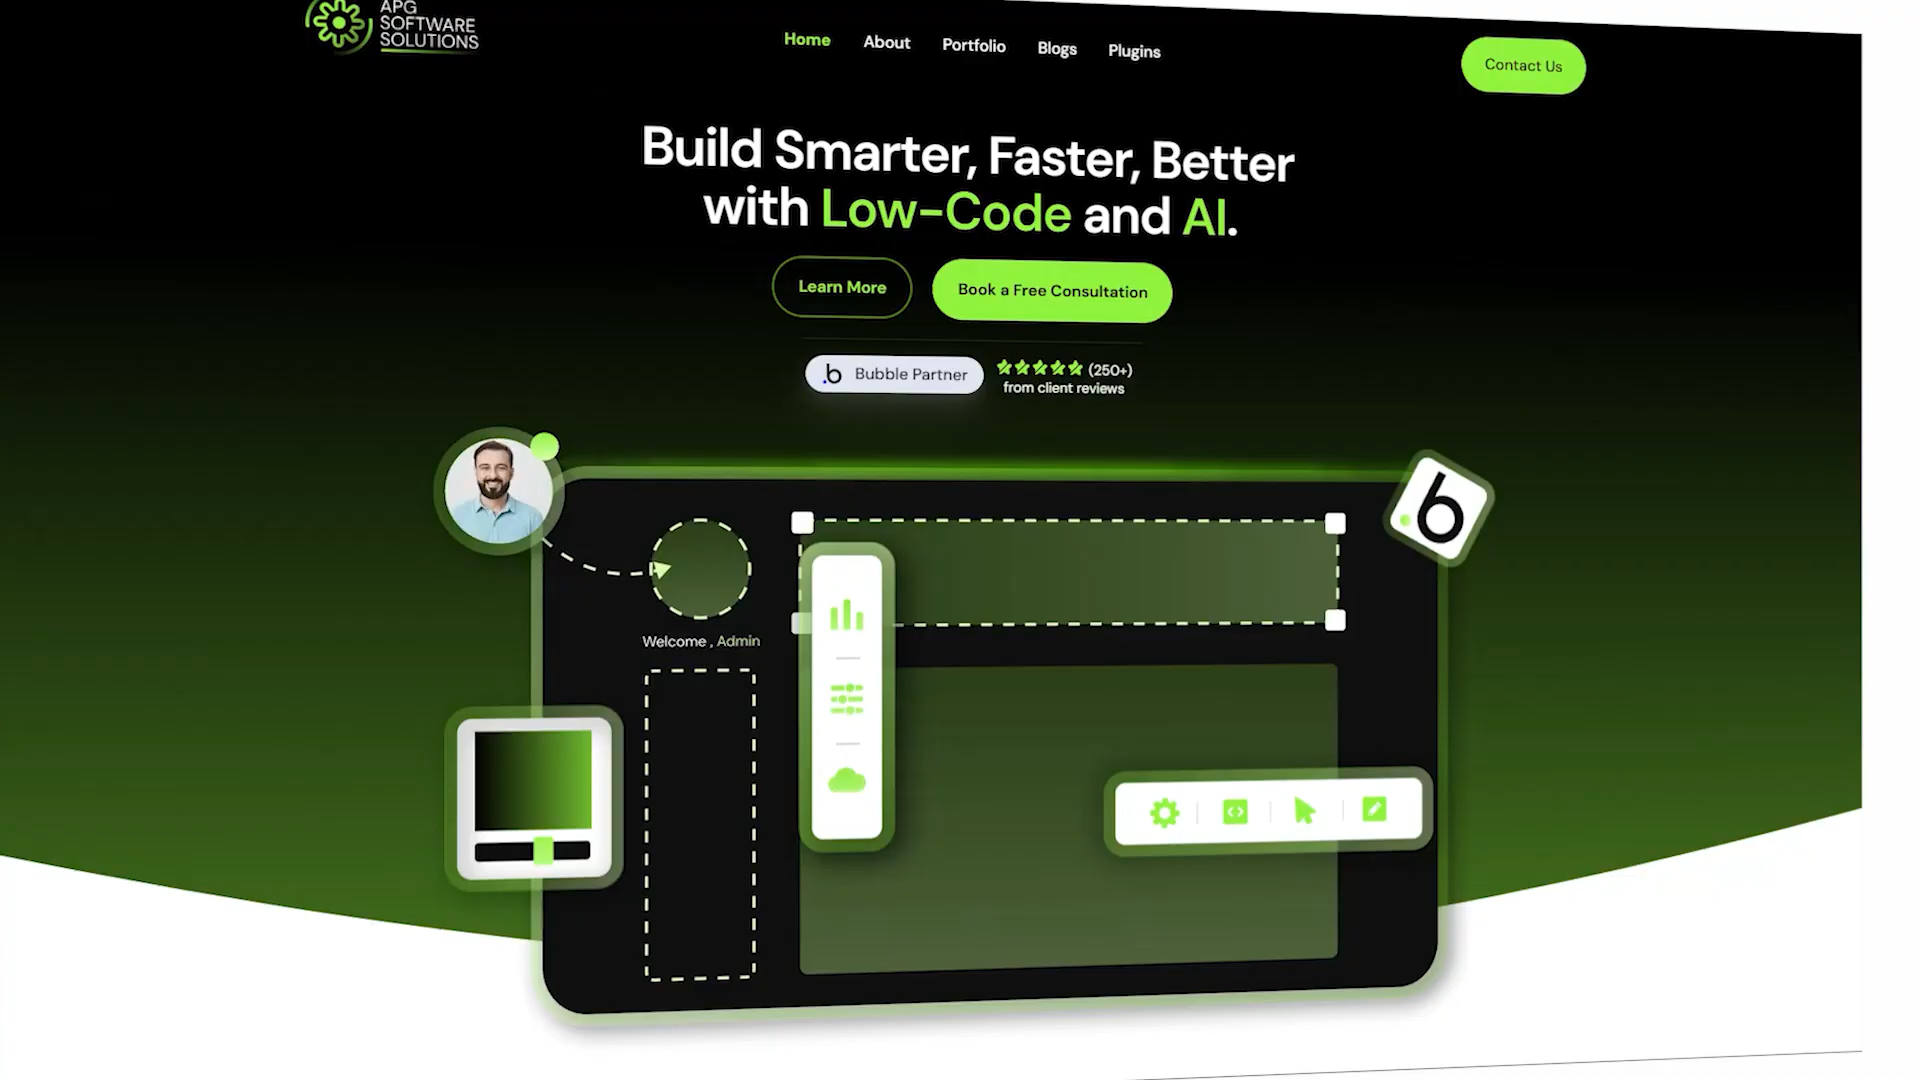 APG
SOFTWARE
SOLUTIONS
Home
About
Portfolio
Blogs
Plugins
Contact Us
Build Smarter, Faster, Better
with Low-Code and AI.
Learn More
Book a Free Consultation
.b Bubble Partner
(250+)
from client reviews
.b
Welcome , Admin